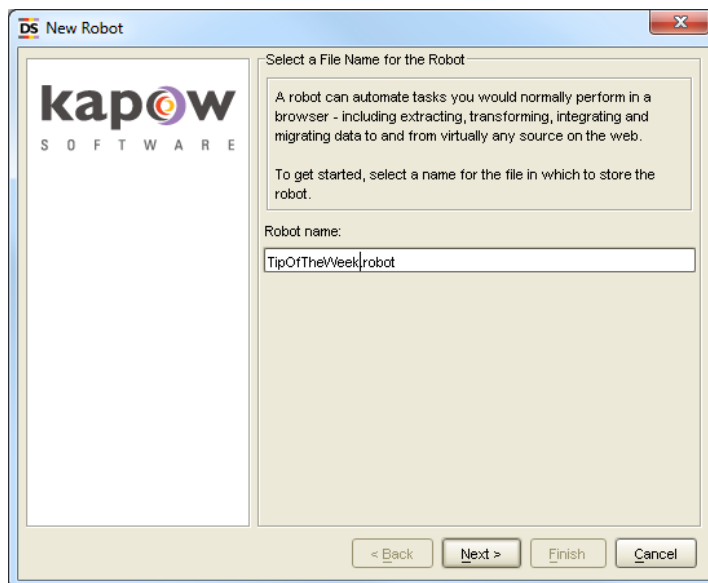 DS New Robot
Select a File Name for the Robot
kapow
SOFTWARE
A robot can automate tasks you would normally perform in a
browser - including extracting, transforming, integrating and
migrating data to and from virtually any source on the web.
To get started, select a name for the file in which to store the
robot.
Robot name:
TipOfTheWeek.robot
< Back Next > Finish Cancel